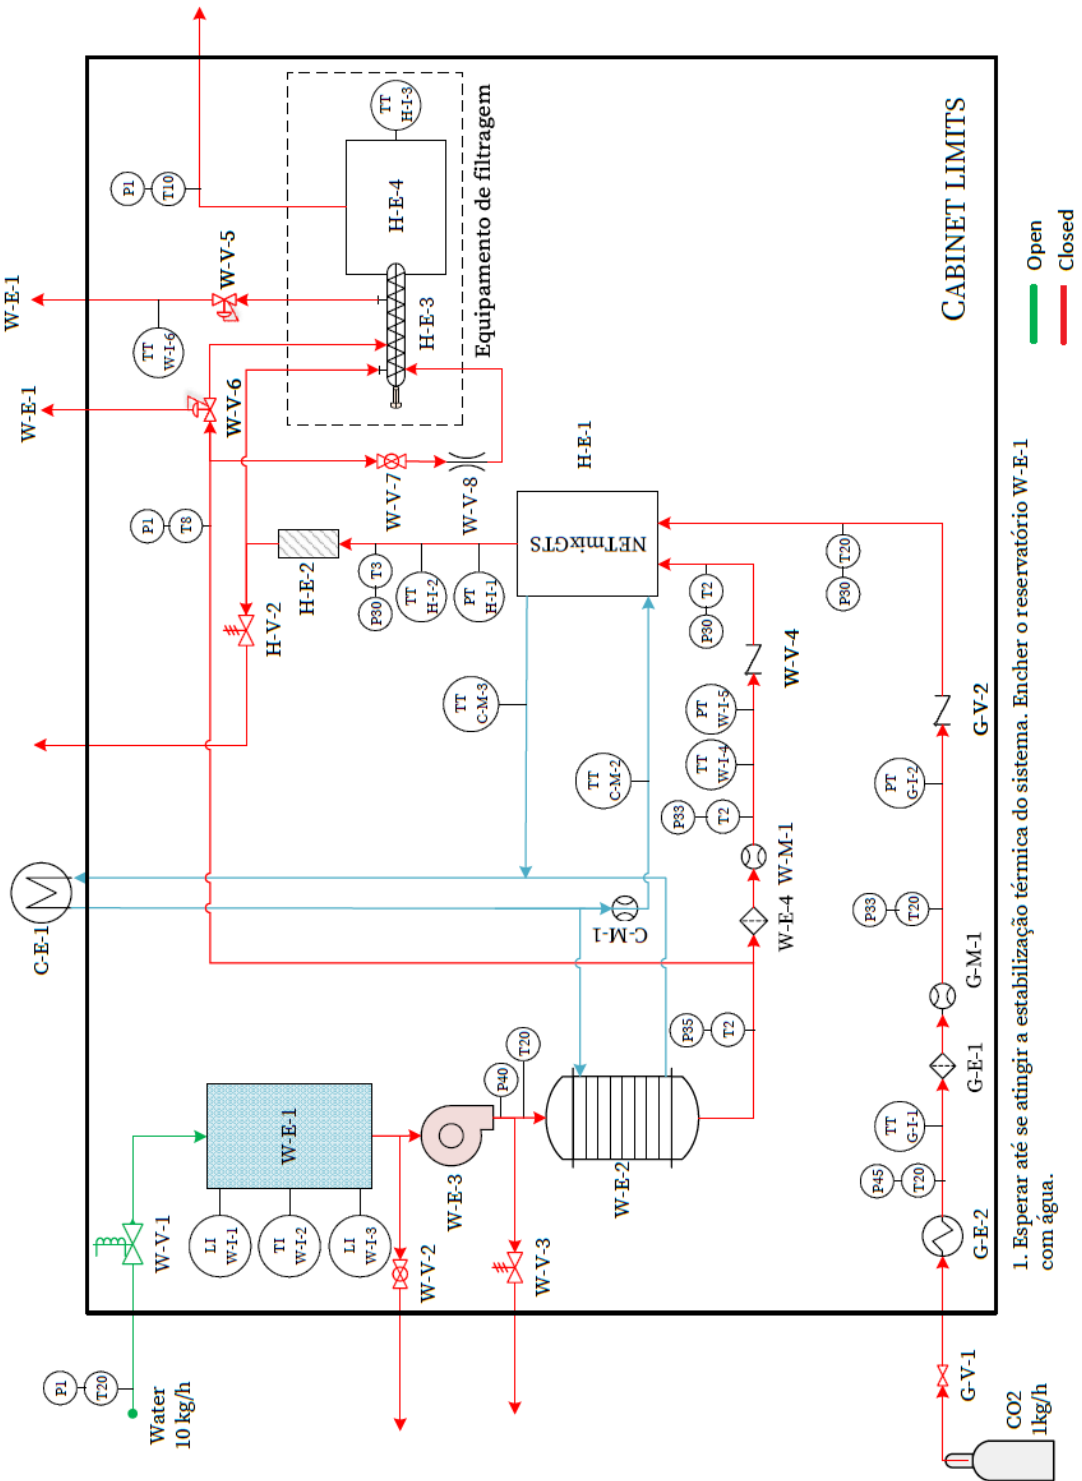 Water
10 kg/h
P1
T20
W-V-1
LI
W-I-1
TI
W-I-2
LI
W-I-3
W-E-1
W-V-2
W-E-3
W-V-3
P40
T20
W-E-2
P35
T2
C-E-1
C-M-1
W-E-4
W-M-1
P33
T2
TT
W-I-4
PT
W-I-5
W-V-4
P30
T2
TT
C-M-2
TT
C-M-3
NETmixGTS
H-E-1
PT
H-I-1
TT
H-I-2
P30
T3
H-E-2
H-V-2
P1
T8
W-V-7
W-V-8
W-V-6
W-E-1
W-E-1
TT
W-I-6
W-V-5
P1
T10
H-E-3
H-E-4
TT
H-I-3
Equipamento de filtragem
CO2
1kg/h
G-V-1
G-E-2
P45
T20
TT
G-I-1
G-E-1
G-M-1
P33
T20
PT
G-I-2
G-V-2
P30
T20
CABINET LIMITS
1. Esperar até se atingir a estabilização térmica do sistema. Encher o reservatório W-E-1
com água.
Open
Closed